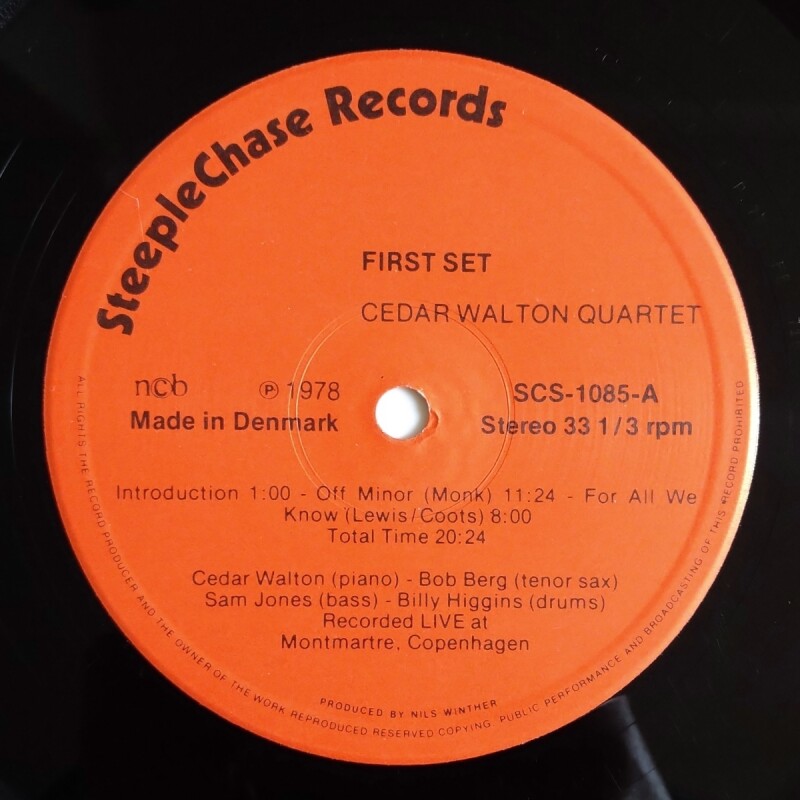 SteepleChase Records
FIRST SET
CEDAR WALTON QUARTET
ncb ℗ 1978 SCS-1085-A
Made in Denmark Stereo 33 1/3 rpm
Introduction 1:00 - Off Minor (Monk) 11:24 - For All We
Know (Lewis/Coots) 8:00
Total Time 20:24
Cedar Walton (piano) - Bob Berg (tenor sax)
Sam Jones (bass) - Billy Higgins (drums)
Recorded LIVE at
Montmartre, Copenhagen
PRODUCED BY NILS WINTHER
ALL RIGHTS THE RECORD PRODUCER AND THE OWNER OF THE WORK REPRODUCED RESERVED COPYING, PUBLIC PERFORMANCE AND BROADCASTING OF THIS RECORD PROHIBITED